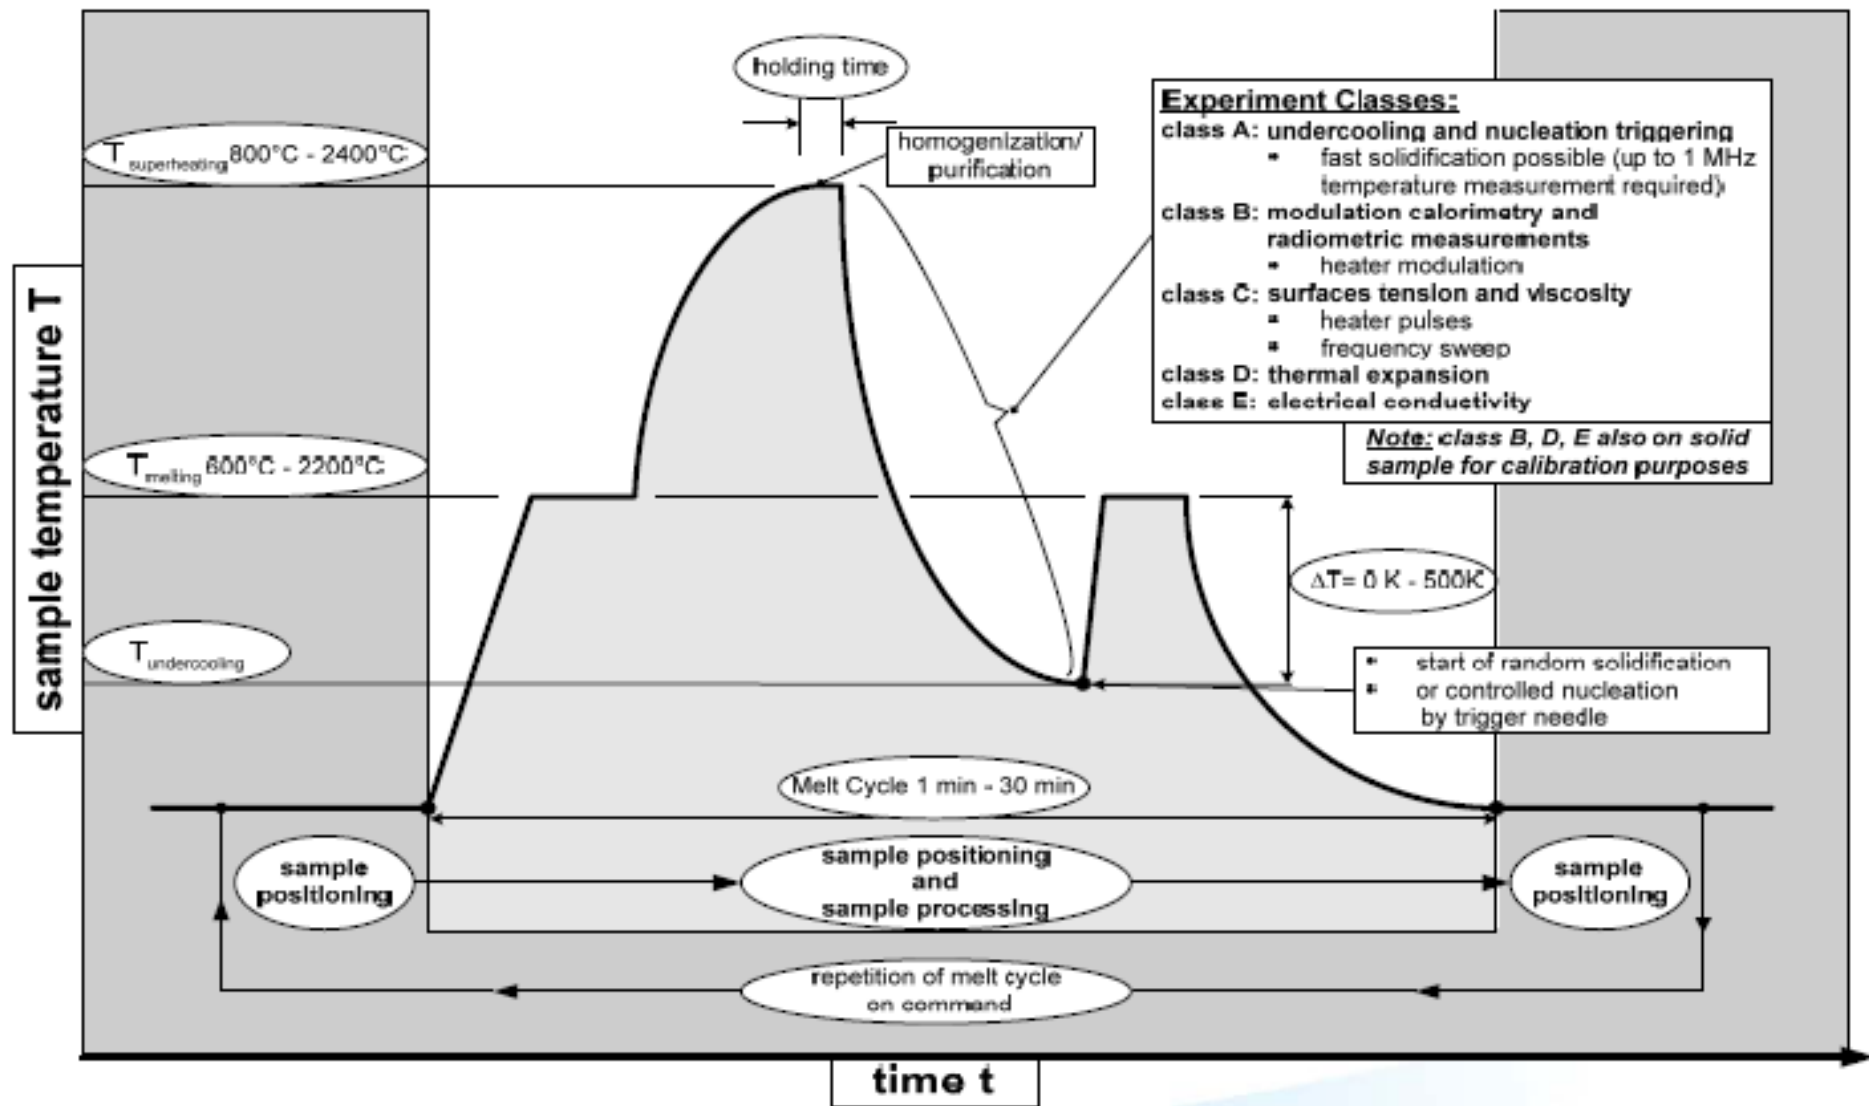 holding time
Experiment Classes:
class A: undercooling and nucleation triggering
▪ fast solidification possible (up to 1 MHz
temperature measurement required)
class B: modulation calorimetry and
radiometric measurements
▪ heater modulation
class C: surfaces tension and viscosity
▪ heater pulses
▪ frequency sweep
class D: thermal expansion
class E: electrical conductivity
Note: class B, D, E also on solid
sample for calibration purposes
homogenization/
purification
T superheating 800°C - 2400°C
sample temperature T
T melting 600°C - 2200°C
ΔT= 0 K - 500K
T undercooling
▪ start of random solidification
▪ or controlled nucleation
by trigger needle
Melt Cycle 1 min - 30 min
sample
positioning
sample positioning
and
sample processing
sample
positioning
repetition of melt cycle
on command
time t